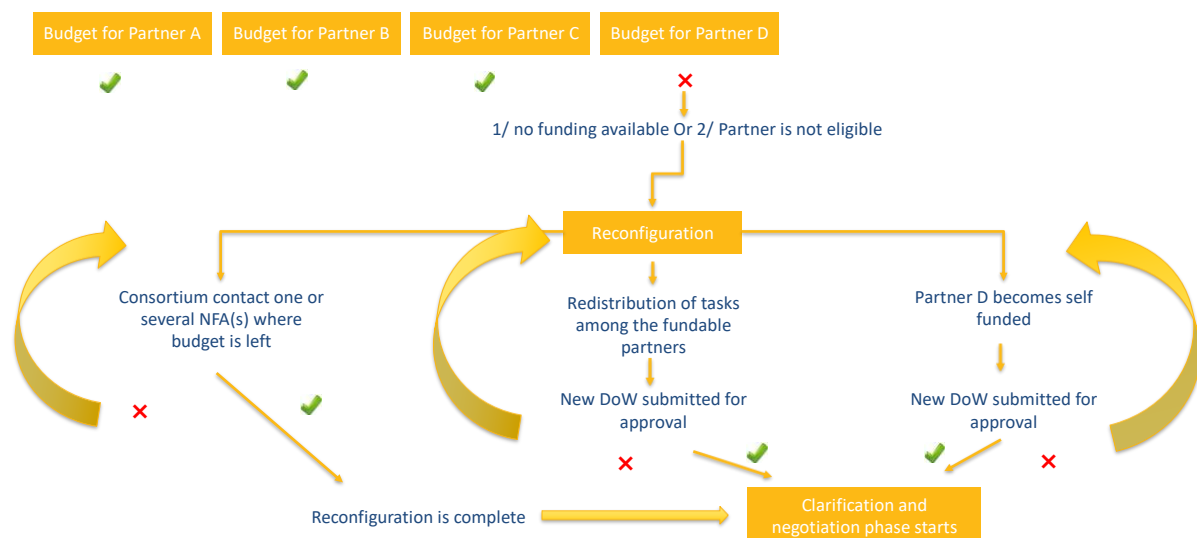 Budget for Partner A
Budget for Partner B
Budget for Partner C
Budget for Partner D
1/ no funding available Or 2/ Partner is not eligible
Reconfiguration
Consortium contact one or
several NFA(s) where
budget is left
Redistribution of tasks
among the fundable
partners
Partner D becomes self
funded
New DoW submitted for
approval
New DoW submitted for
approval
Reconfiguration is complete
Clarification and
negotiation phase starts